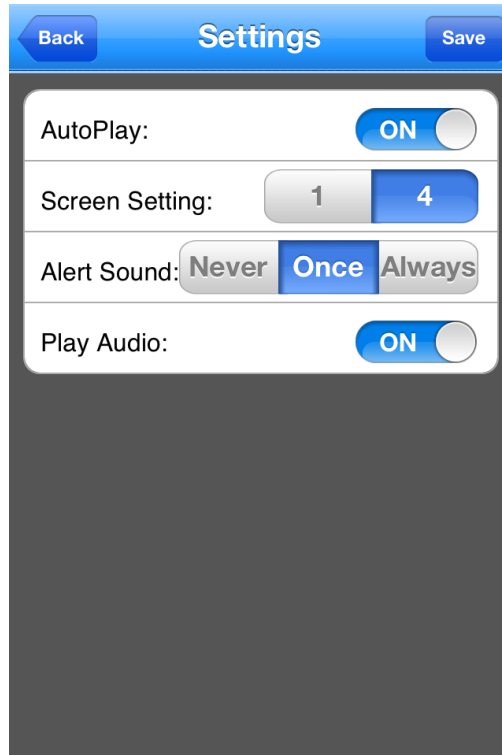 Back Settings Save
AutoPlay: ON
Screen Setting: 1 4
Alert Sound: Never Once Always
Play Audio: ON